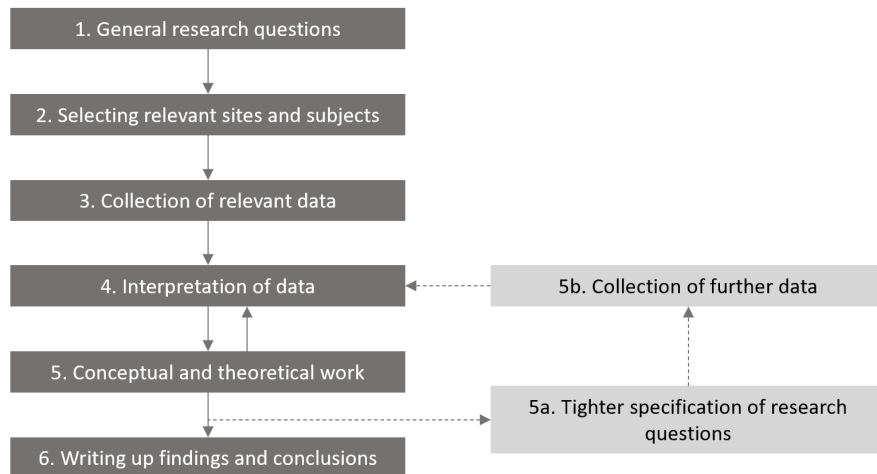 1. General research questions
2. Selecting relevant sites and subjects
3. Collection of relevant data
4. Interpretation of data
5b. Collection of further data
5. Conceptual and theoretical work
5a. Tighter specification of research
questions
6. Writing up findings and conclusions